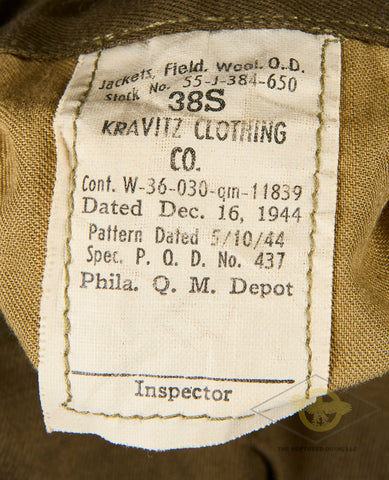 Jackets, Field, Wool, O.D.
Stock No. 55-J-384-650
38S
KRAVITZ CLOTHING
CO.
Cont. W-36-030-qm-11839
Dated Dec. 16, 1944
Pattern Dated 5/10/44
Spec. P. Q. D. No. 437
Phila. Q. M. Depot
Inspector